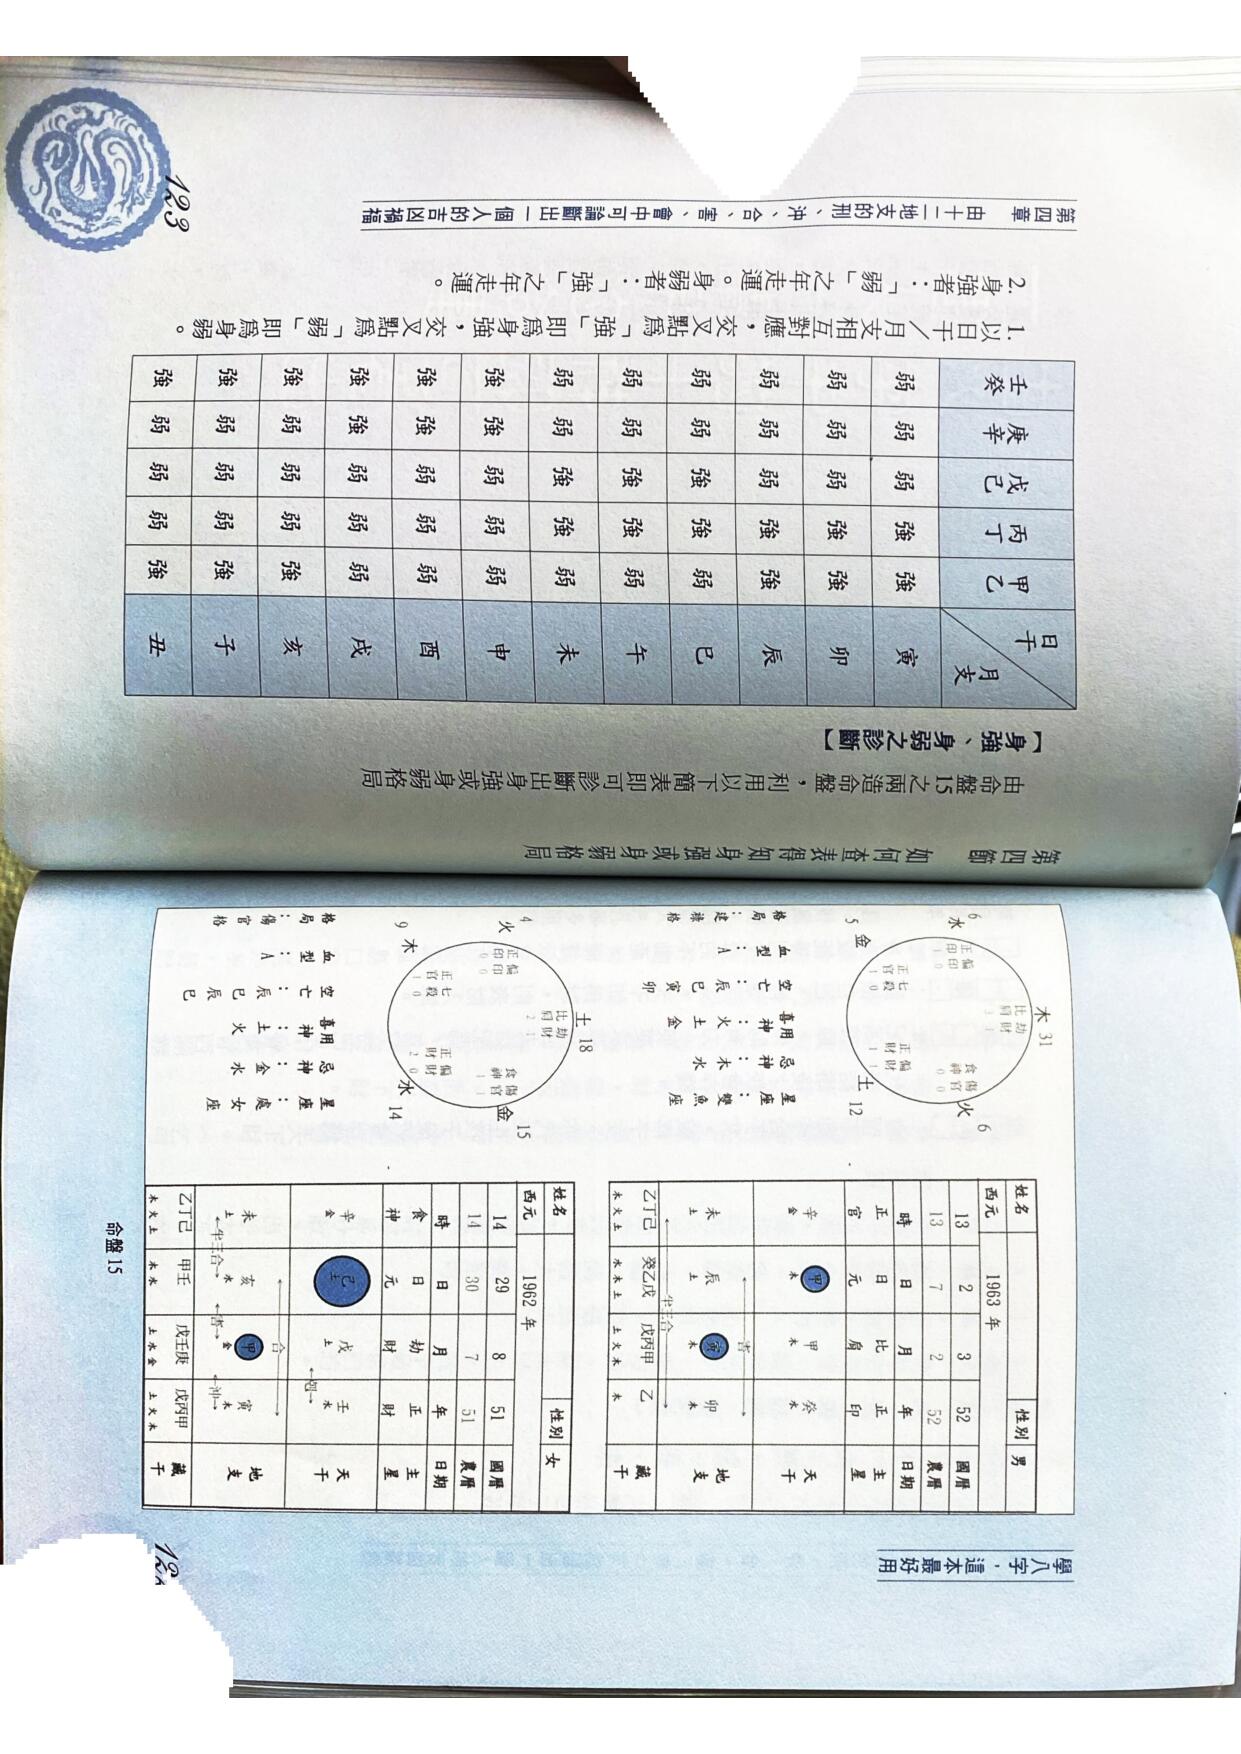 學八字，這本最好用
姓名 性別 男
西元 1963 年
13 2 3 52 國曆
13 7 2 52 農曆
時 日 月 年 日期
正官 日元 比肩 正印 主星
辛金 甲木 甲木 癸水 天干
←害→
未土 辰土 寅木 卯木 地支
←半三合→
乙丁己 癸乙戊 戊丙甲 乙 藏干
木火土 水木土 土火木 木
木 31
劫財 1 比肩 3
火 6
傷官 0 食神 0
土 12
偏財 1 正財 1
金 5
七殺 0 正官 1
水 6
偏印 0 正印 1
星座：雙魚座
忌神：木水
喜用神：火土金
空亡：辰巳寅卯
血型：A
格局：建祿格
姓名 性別 女
西元 1962 年
14 29 8 51 國曆
14 30 7 51 農曆
時 日 月 年 日期
食神 日元 劫財 正財 主星
辛金 己土 戊土 壬水 天干
←剋→
←合→
未土 亥水 甲金 寅木 地支
←半三合→ ←害→ ←沖→
乙丁己 甲壬 戊壬庚 戊丙甲 藏干
木火土 木水 土水金 土火木
土 18
劫財 1 比肩 2
金 15
傷官 1 食神 1
水 14
偏財 0 正財 2
木 9
七殺 0 正官 1
火 4
偏印 0 正印 0
星座：處女座
忌神：金水
喜用神：土火
空亡：辰巳辰巳
血型：A
格局：傷官格
命盤 15
第四節 如何查表得知身強或身弱格局
由命盤15之兩造命盤，利用以下簡表即可診斷出身強或身弱格局
【身強、身弱之診斷】
壬癸 庚辛 戊己 丙丁 甲乙 日干 月支
弱 弱 弱 強 強 寅
弱 弱 弱 強 強 卯
弱 弱 弱 強 強 辰
弱 弱 強 強 弱 巳
弱 弱 強 強 弱 午
弱 弱 強 強 弱 未
強 強 弱 弱 弱 申
強 強 弱 弱 弱 酉
強 強 弱 弱 弱 戌
強 弱 弱 弱 強 亥
強 弱 弱 弱 強 子
強 弱 弱 弱 強 丑
1.以日干／月支相互對應，交叉點為「強」即為身強，交叉點為「弱」即為身弱。
2.身強者：「弱」之年走運。身弱者：「強」之年走運。
第四章 由十二地支的刑、沖、合、害、會中可論斷出一個人的吉凶禍福
123